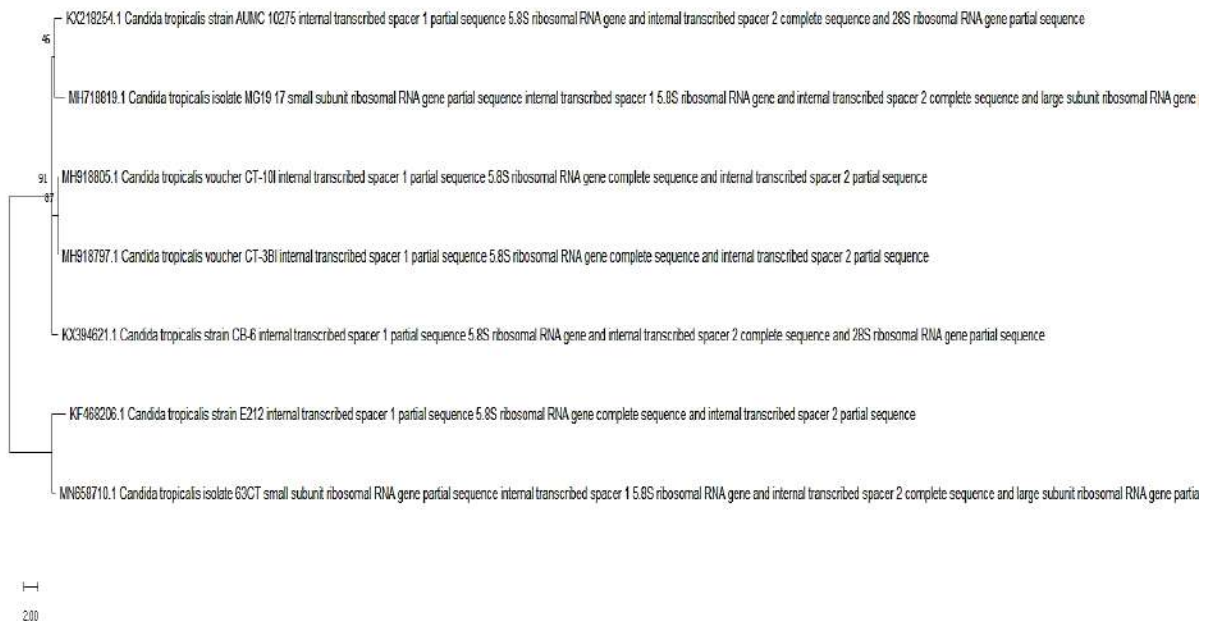 KX218254.1 Candida tropicalis strain AUMC 10275 internal transcribed spacer 1 partial sequence 5.8S ribosomal RNA gene and internal transcribed spacer 2 complete sequence and 28S ribosomal RNA gene partial sequence
46
MH718819.1 Candida tropicalis isolate MG19 17 small subunit ribosomal RNA gene partial sequence internal transcribed spacer 1 5.8S ribosomal RNA gene and internal transcribed spacer 2 complete sequence and large subunit ribosomal RNA gene
91
MH918805.1 Candida tropicalis voucher CT-10I internal transcribed spacer 1 partial sequence 5.8S ribosomal RNA gene complete sequence and internal transcribed spacer 2 partial sequence
87
MH918797.1 Candida tropicalis voucher CT-3BI internal transcribed spacer 1 partial sequence 5.8S ribosomal RNA gene complete sequence and internal transcribed spacer 2 partial sequence
KX394621.1 Candida tropicalis strain CB-6 internal transcribed spacer 1 partial sequence 5.8S ribosomal RNA gene and internal transcribed spacer 2 complete sequence and 28S ribosomal RNA gene partial sequence
KF468206.1 Candida tropicalis strain E212 internal transcribed spacer 1 partial sequence 5.8S ribosomal RNA gene complete sequence and internal transcribed spacer 2 partial sequence
MN658710.1 Candida tropicalis isolate 63CT small subunit ribosomal RNA gene partial sequence internal transcribed spacer 1 5.8S ribosomal RNA gene and internal transcribed spacer 2 complete sequence and large subunit ribosomal RNA gene partia
2.00